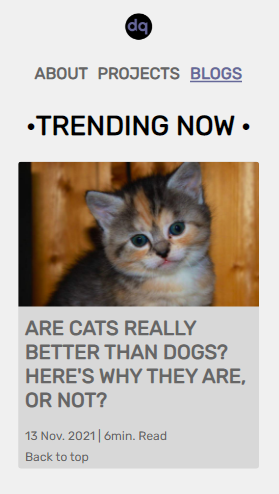 dq
ABOUT PROJECTS BLOGS
•TRENDING NOW •
ARE CATS REALLY
BETTER THAN DOGS?
HERE'S WHY THEY ARE,
OR NOT?
13 Nov. 2021 | 6min. Read
Back to top